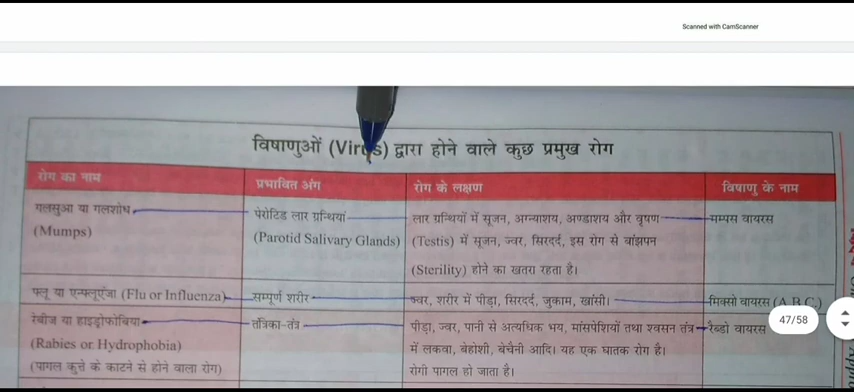 Scanned with CamScanner
विषाणुओं (Virus) द्वारा होने वाले कुछ प्रमुख रोग
रोग का नाम प्रभावित अंग रोग के लक्षण विषाणु के नाम
गलसुआ या गलशोध पेरोटिड लार ग्रन्थियां लार ग्रन्थियों में सूजन, अग्न्याशय, अण्डाशय और वृषण मम्पस वायरस
(Mumps) (Parotid Salivary Glands) (Testis) में सूजन, ज्वर, सिरदर्द, इस रोग से बांझपन
(Sterility) होने का खतरा रहता है।
फ्लू या एन्फ्लूएंजा (Flu or Influenza) सम्पूर्ण शरीर ज्वर, शरीर में पीड़ा, सिरदर्द, जुकाम, खांसी। मिक्सो वायरस (A,B,C,)
रेबीज या हाइड्रोफोबिया तंत्रिका-तंत्र पीड़ा, ज्वर, पानी से अत्यधिक भय, मांसपेशियों तथा श्वसन तंत्र रैब्डो वायरस
(Rabies or Hydrophobia) में लकवा, बेहोशी, बेचैनी आदि। यह एक घातक रोग है।
(पागल कुत्ते के काटने से होने वाला रोग) रोगी पागल हो जाता है।
47/58